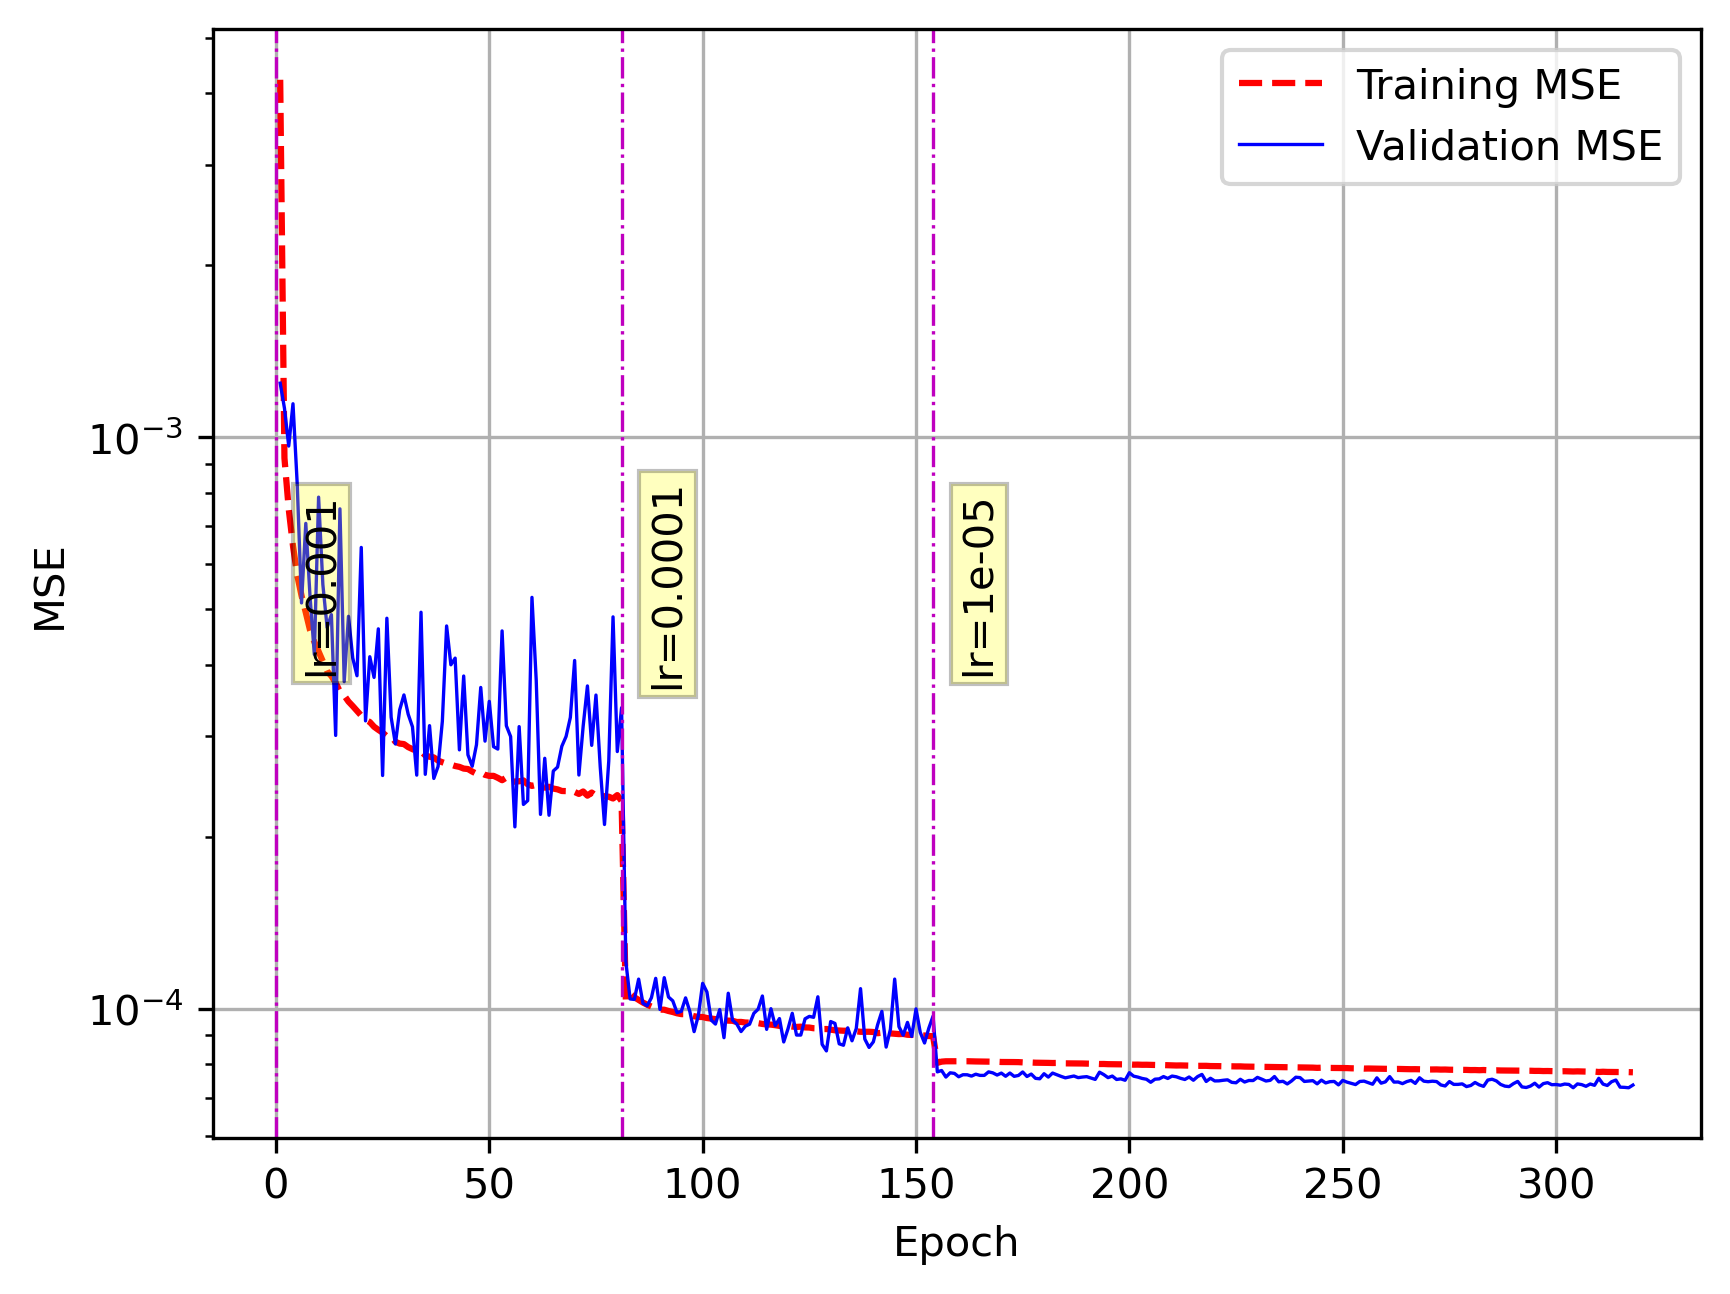 Training MSE
Validation MSE
MSE
10⁻³
10⁻⁴
lr=0.001
lr=0.0001
lr=1e-05
0 50 100 150 200 250 300
Epoch